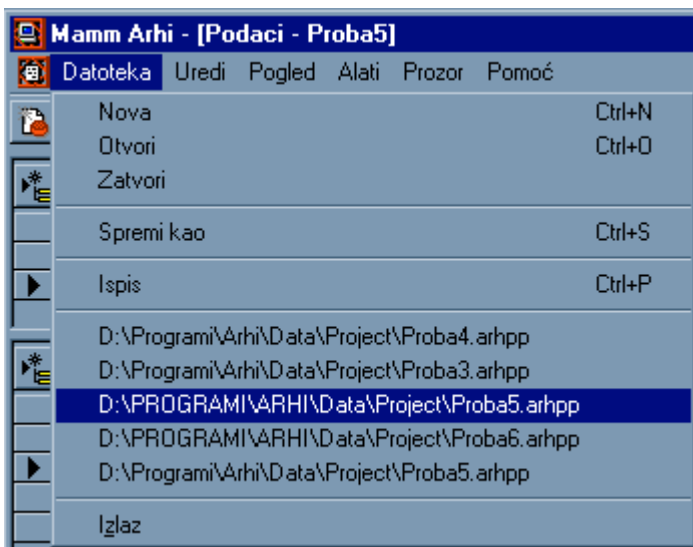 Mamm Arhi - [Podaci - Proba5]
Datoteka Uredi Pogled Alati Prozor Pomoć
Nova Ctrl+N
Otvori Ctrl+O
Zatvori
Spremi kao Ctrl+S
Ispis Ctrl+P
D:\Programi\Arhi\Data\Project\Proba4.arhpp
D:\Programi\Arhi\Data\Project\Proba3.arhpp
D:\PROGRAMI\ARHI\Data\Project\Proba5.arhpp
D:\PROGRAMI\ARHI\Data\Project\Proba6.arhpp
D:\Programi\Arhi\Data\Project\Proba5.arhpp
Izlaz